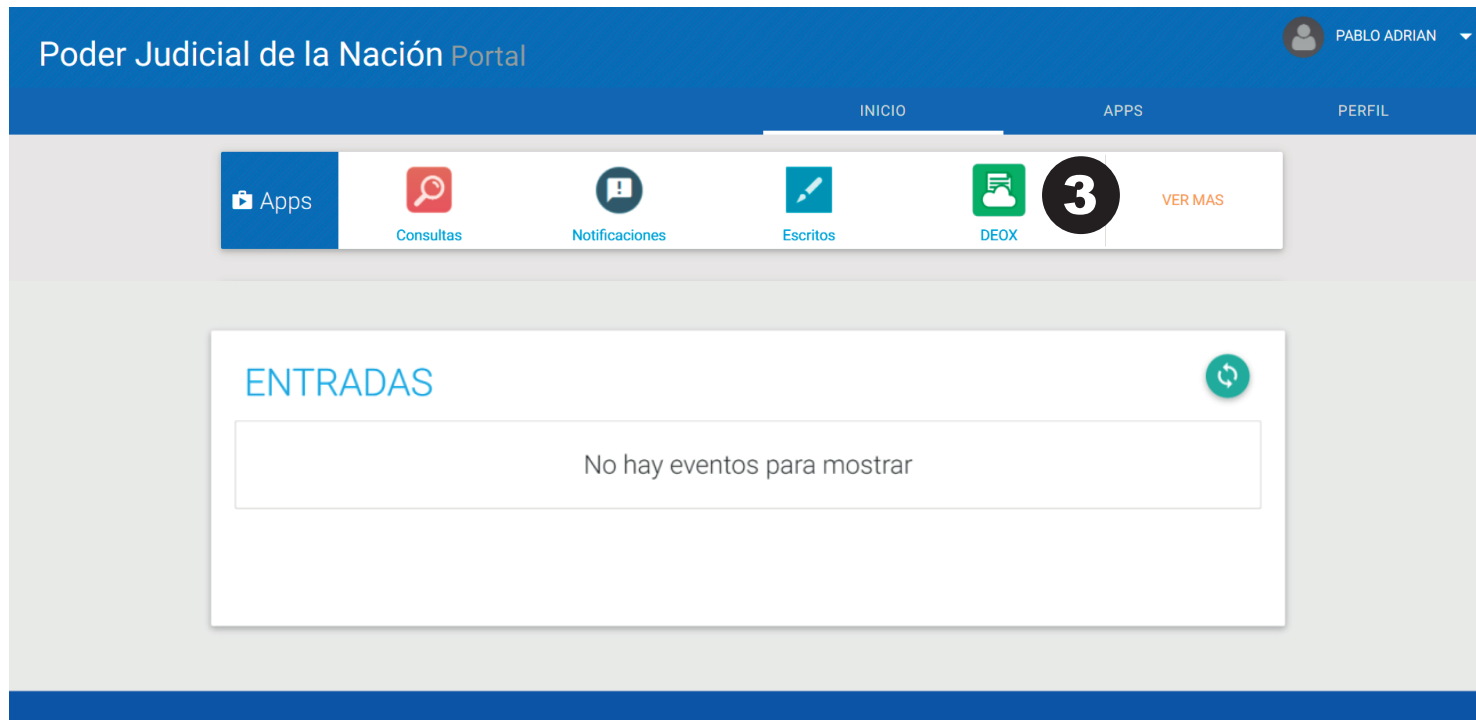 Poder Judicial de la Nación Portal
PABLO ADRIAN
INICIO APPS PERFIL
Apps
Consultas Notificaciones Escritos DEOX 3 VER MAS
ENTRADAS
No hay eventos para mostrar